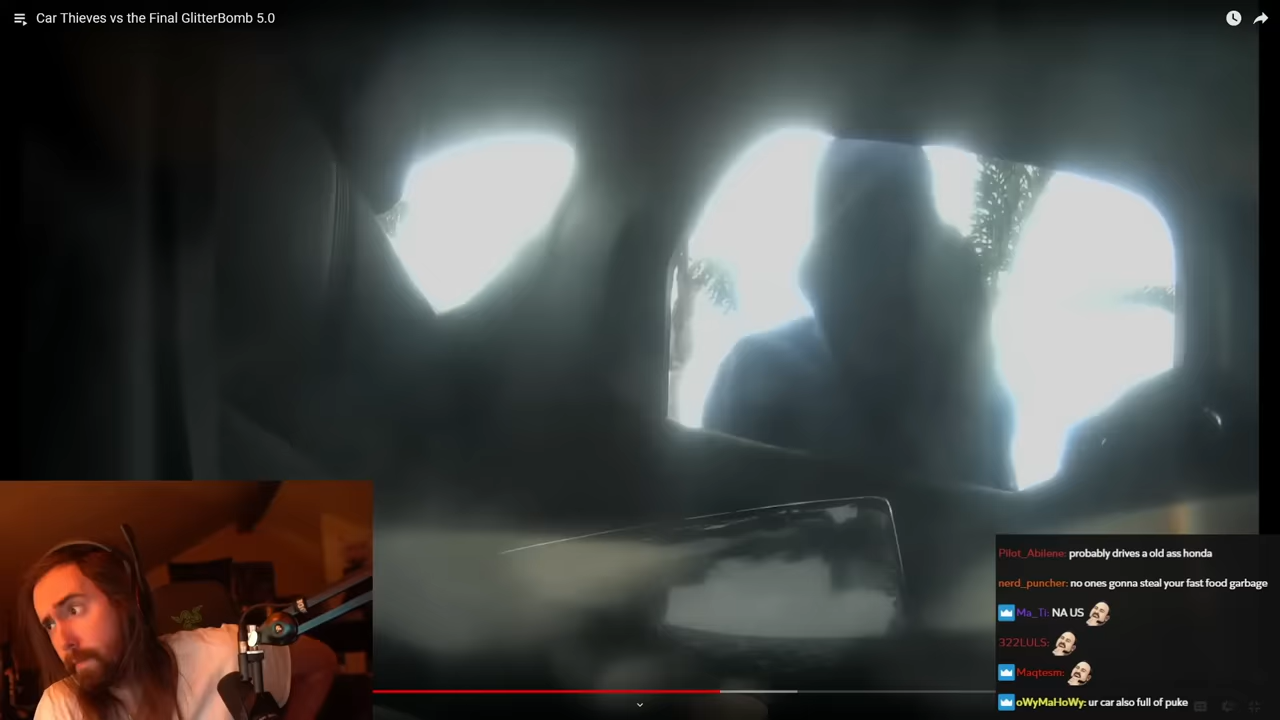 Car Thieves vs the Final GlitterBomb 5.0
Pilot_Abilene: probably drives a old ass honda
nerd_puncher: no ones gonna steal your fast food garbage
Ma_Ti: NA US
322LULS:
Maqtesm:
oWyMaHoWy: ur car also full of puke